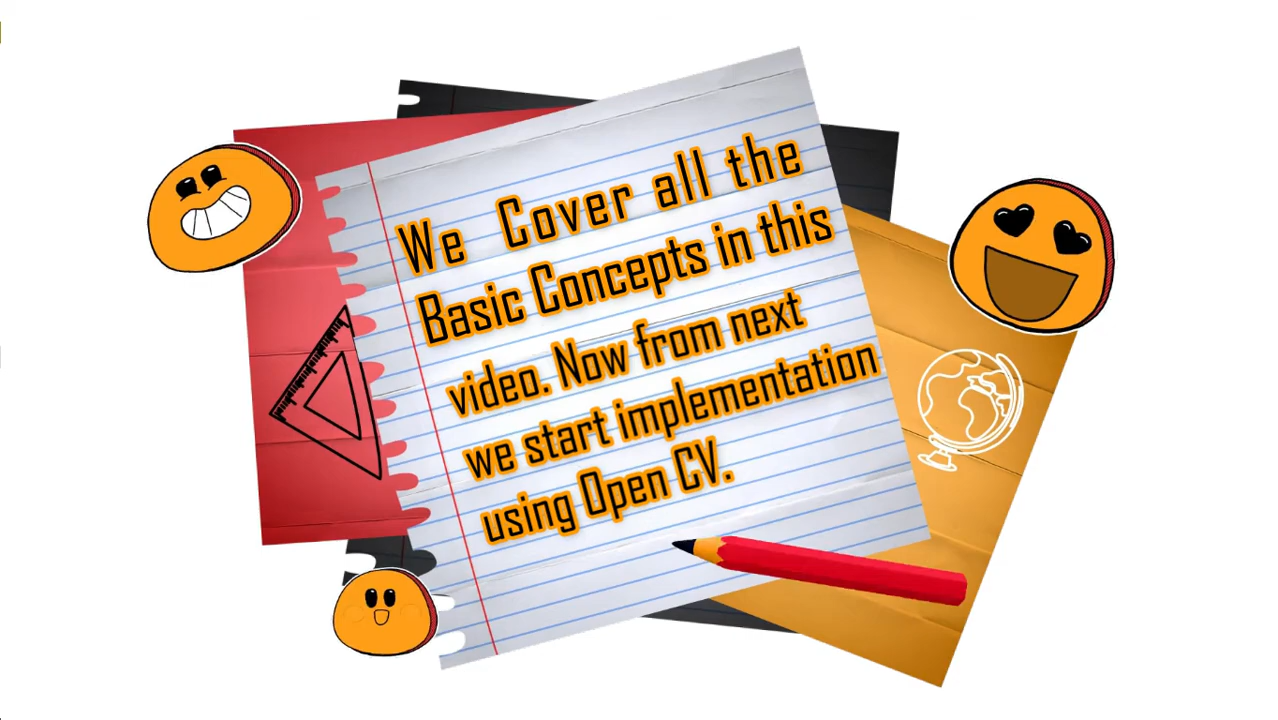 We Cover all the
Basic Concepts in this
video. Now from next
we start implementation
using Open CV.